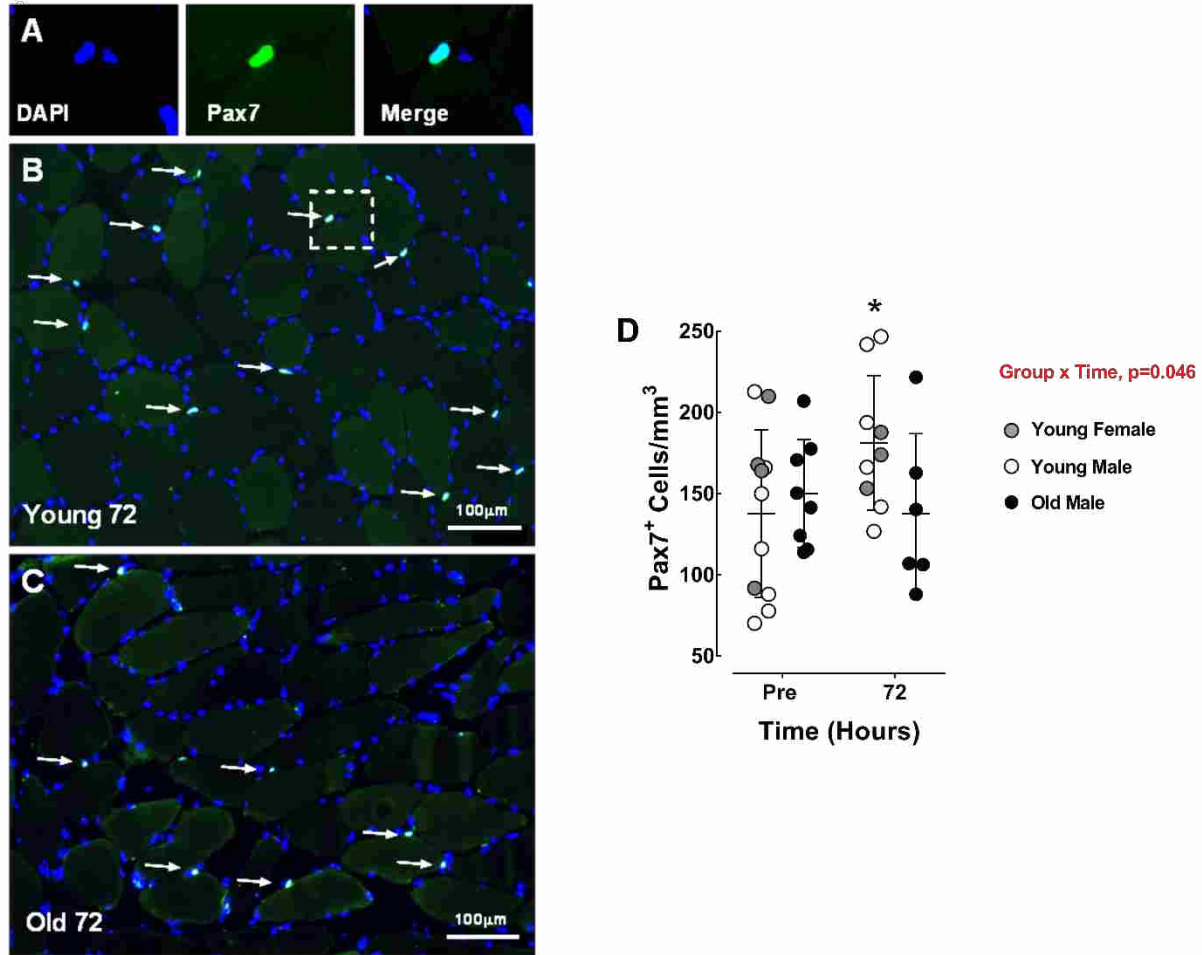 A
DAPI
Pax7
Merge
B
Young 72
100μm
C
Old 72
100μm
D
*
250
200
150
100
50
Pax7⁺ Cells/mm³
Pre
72
Time (Hours)
Group x Time, p=0.046
Young Female
Young Male
Old Male